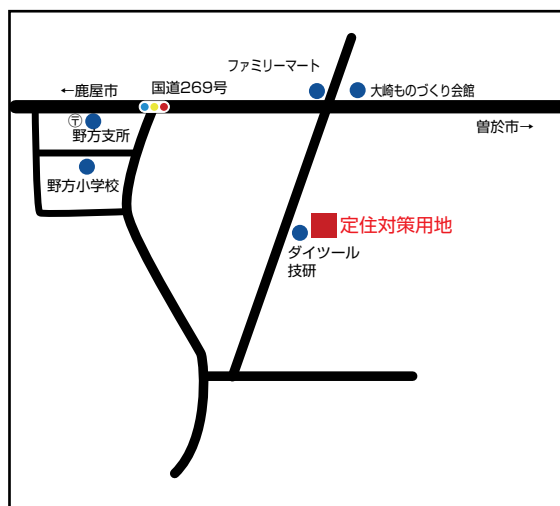 ファミリーマート
←鹿屋市
国道269号
大崎ものづくり会館
〒
野方支所
曽於市→
野方小学校
定住対策用地
ダイツール
技研